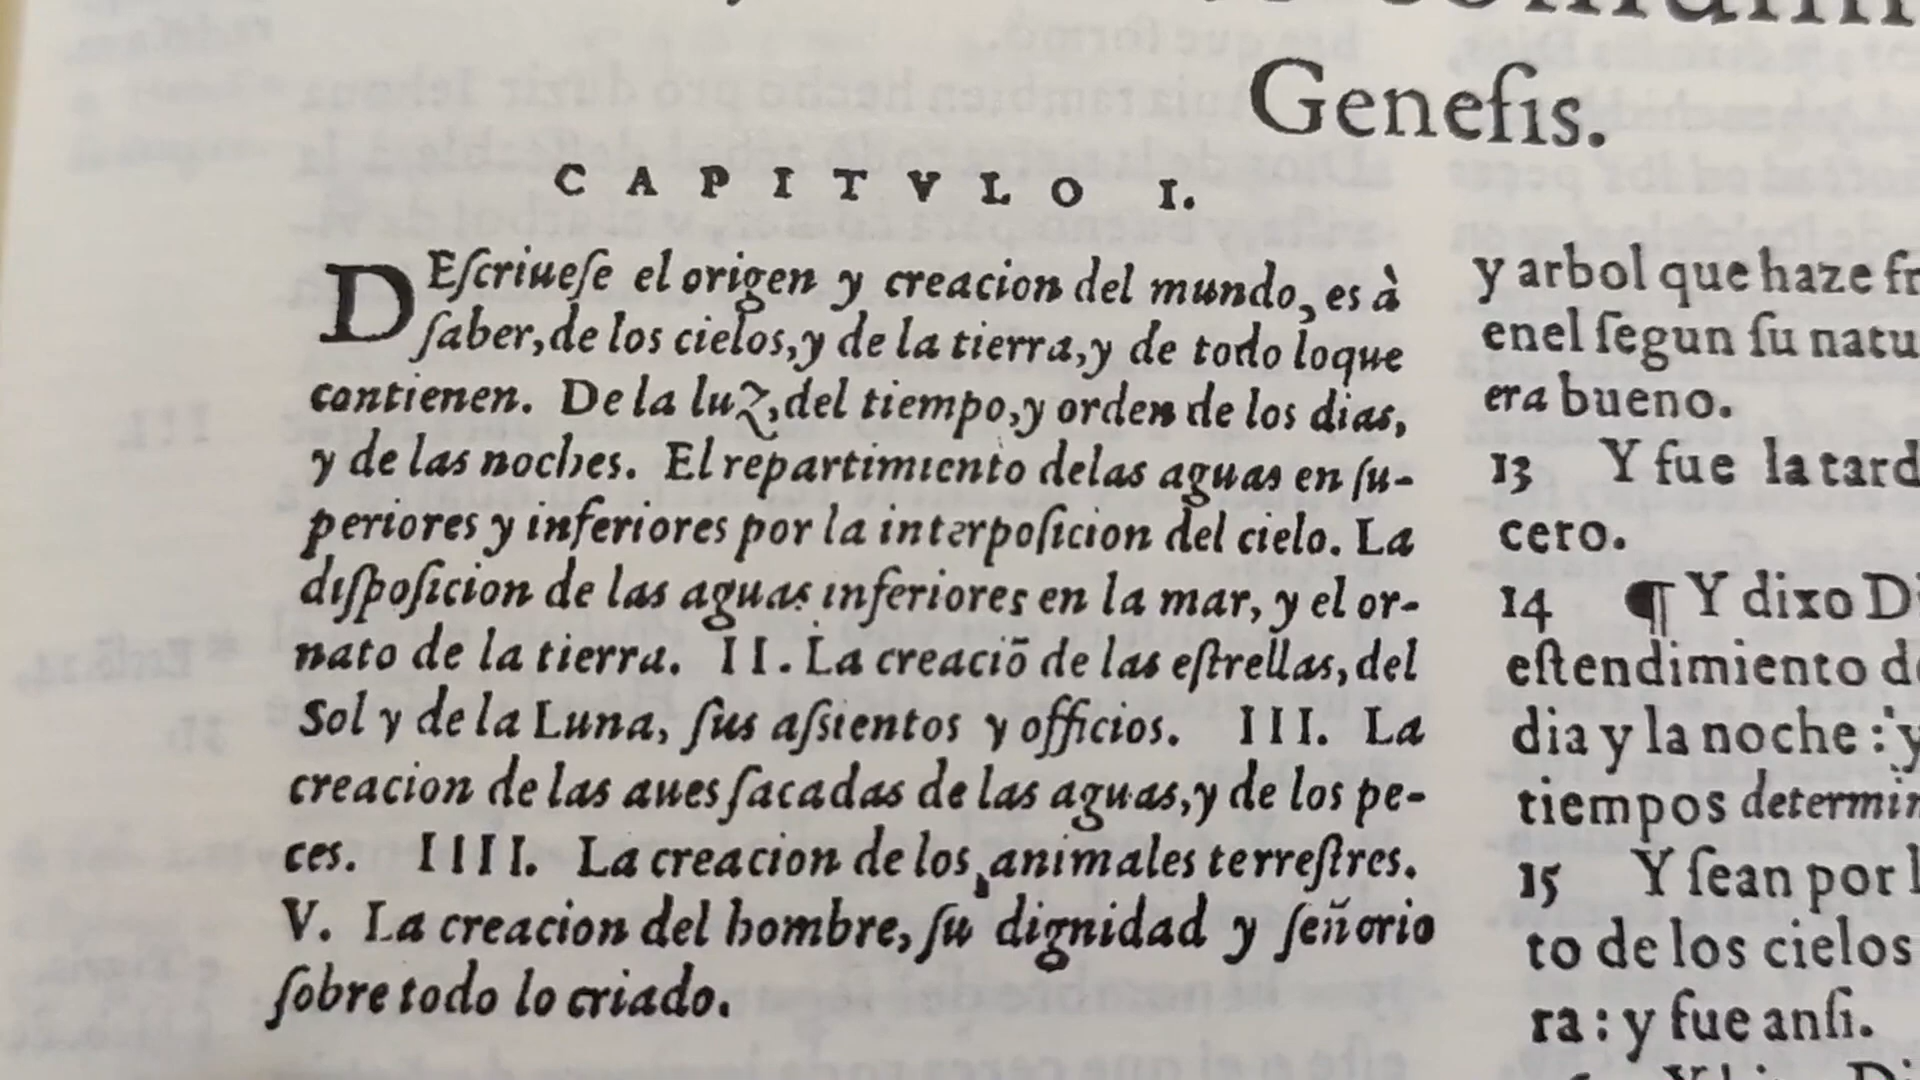 Geneſis.
CAPITVLO I.
DEſcriueſe el origen y creacion del mundo, es à
ſaber, de los cielos, y de la tierra, y de todo loque
contienen. De la luz, del tiempo, y orden de los dias,
y de las noches. El repartimiento delas aguas en ſu-
periores y inferiores por la interpoſicion del cielo. La
diſpoſicion de las aguas inferiores en la mar, y el or-
nato de la tierra. II. La creaciõ de las eſtrellas, del
Sol y de la Luna, ſus aſsientos y officios. III. La
creacion de las aues ſacadas de las aguas, y de los pe-
ces. IIII. La creacion de los animales terreſtres.
V. La creacion del hombre, ſu dignidad y ſeñorio
ſobre todo lo criado.
y arbol que haze fr
enel ſegun ſu natu
era bueno.
13 Y fue la tard
cero.
14 ¶ Y dixo Di
eſtendimiento de
dia y la noche : y
tiempos determin
15 Y ſean por l
to de los cielos
ra : y fue anſi.